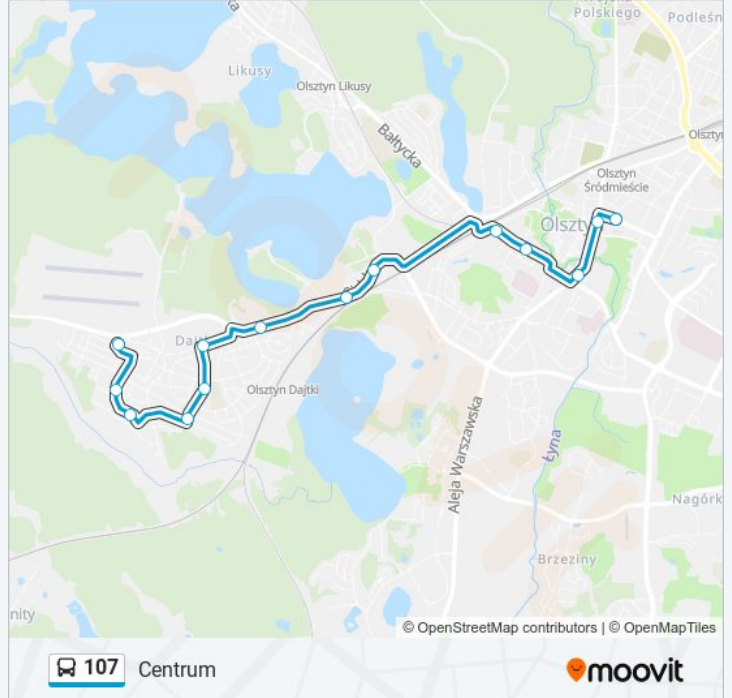 Polskiego
Podleśn
Likusy
Olsztyn Likusy
Bałtycka
Olsztyn
Śródmieście
Olszty
Dajt
Olsztyn Dajtki
Aleja Warszawska
Łyna
Nagórk
Brzeziny
nity
© OpenStreetMap contributors | © OpenMapTiles
107 Centrum
moovit